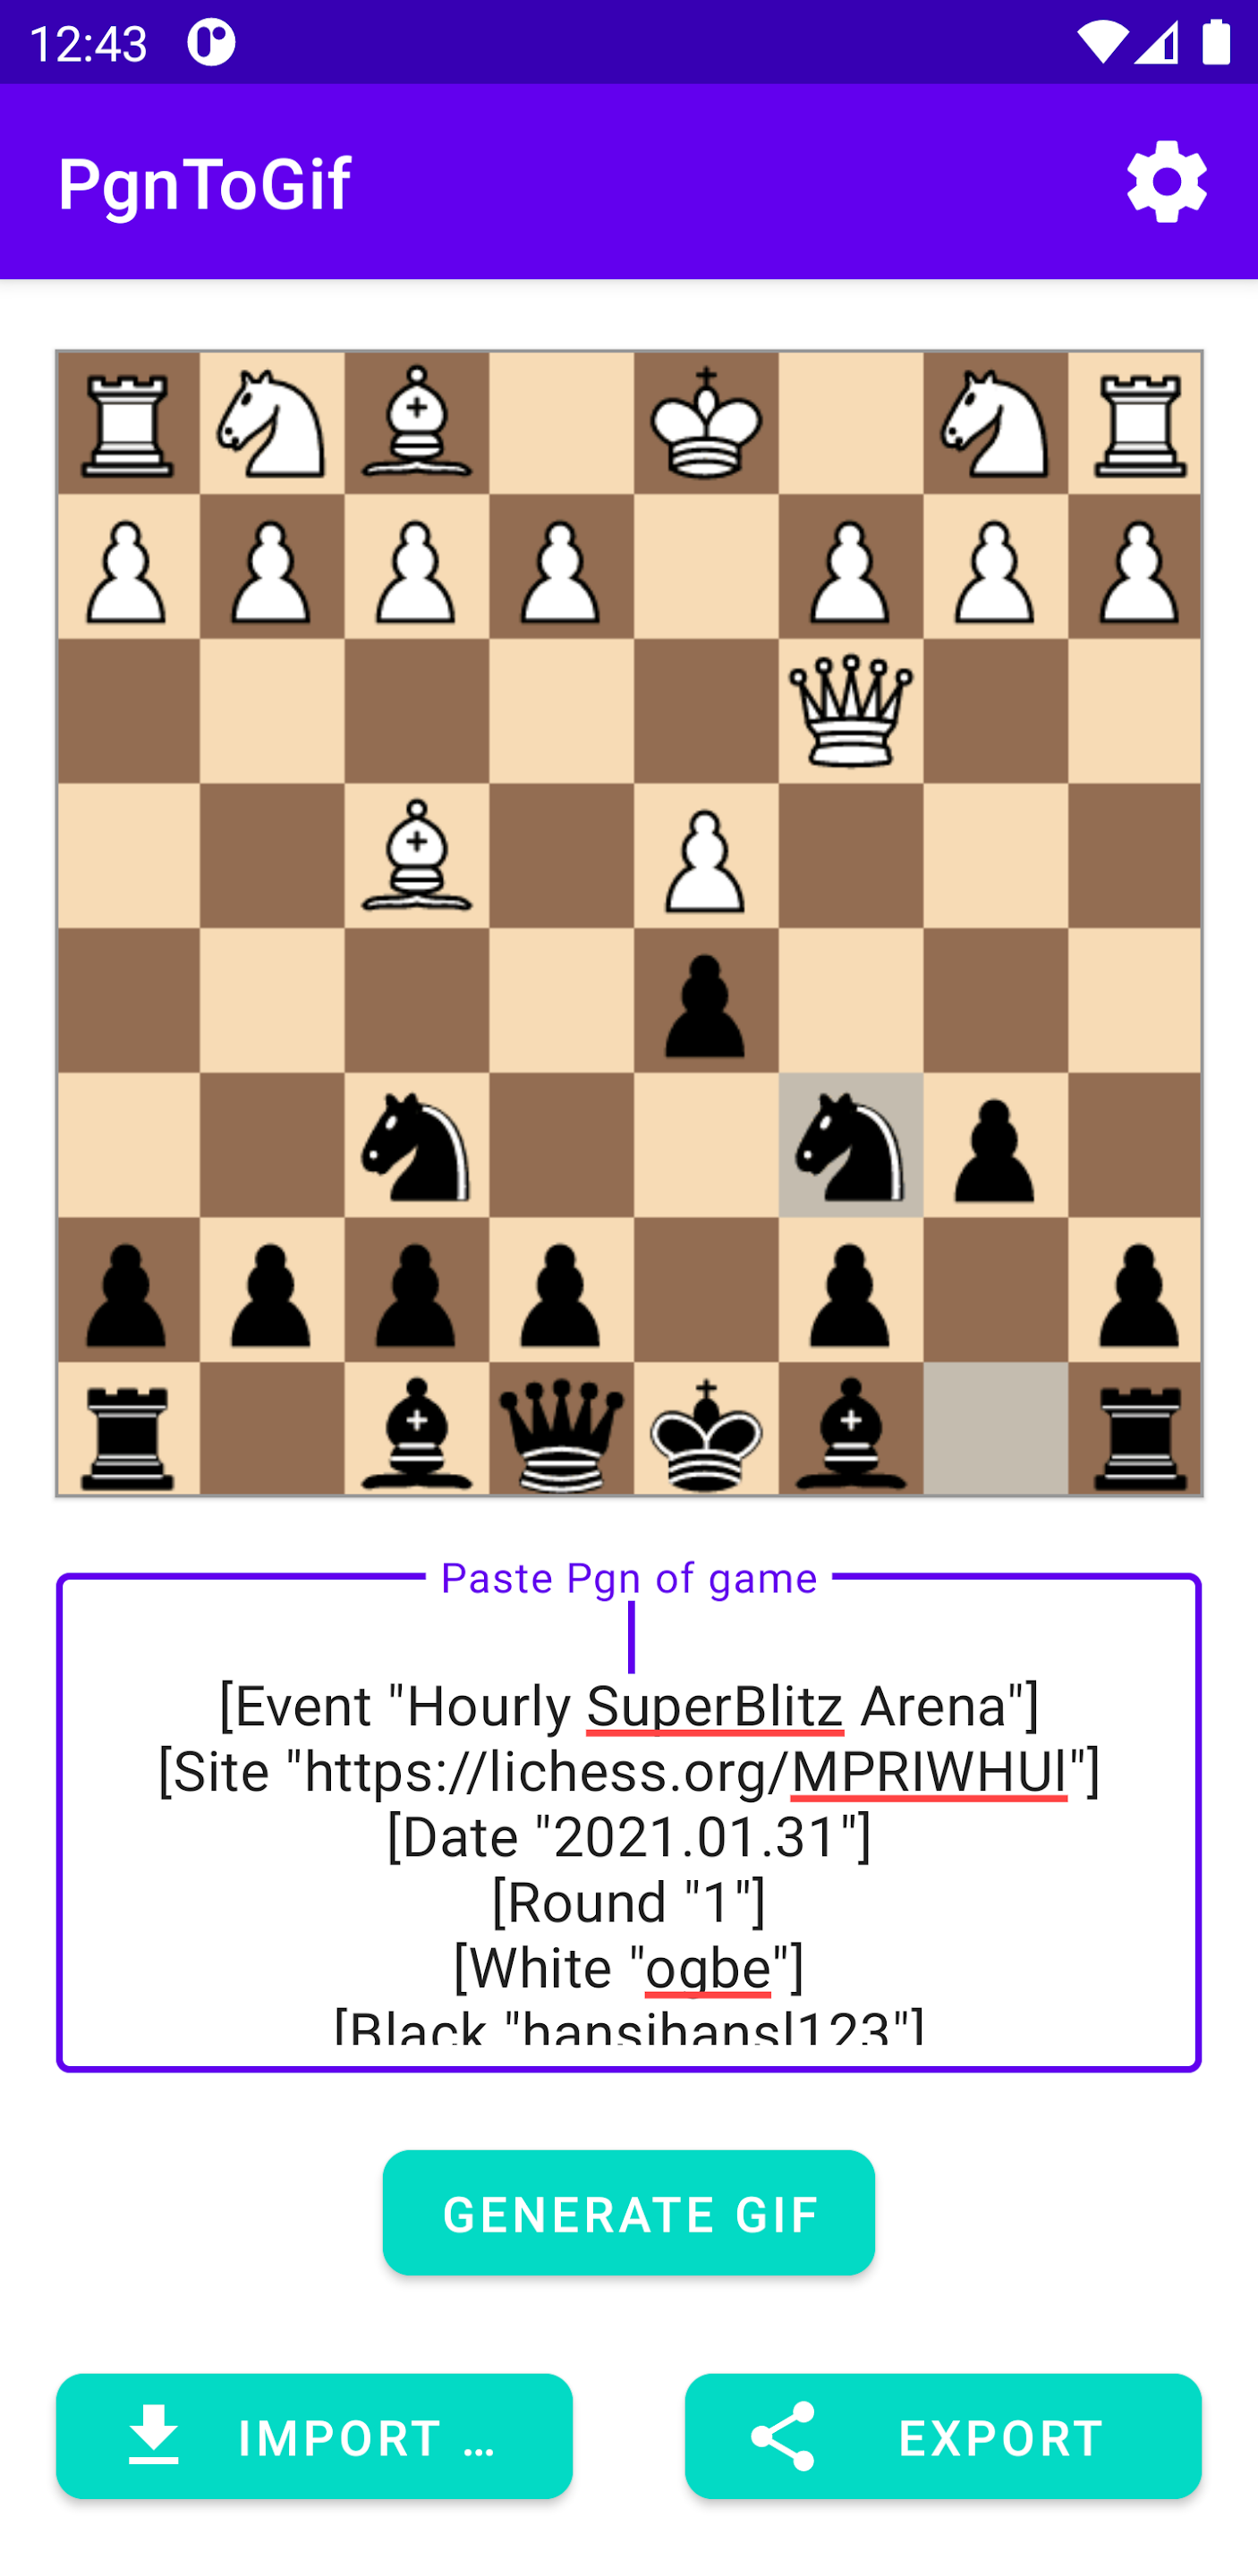 12:43
PgnToGif
Paste Pgn of game
[Event "Hourly SuperBlitz Arena"]
[Site "https://lichess.org/MPRIWHUl"]
[Date "2021.01.31"]
[Round "1"]
[White "ogbe"]
[Black "hansihansl123"]
GENERATE GIF
IMPORT ...
EXPORT